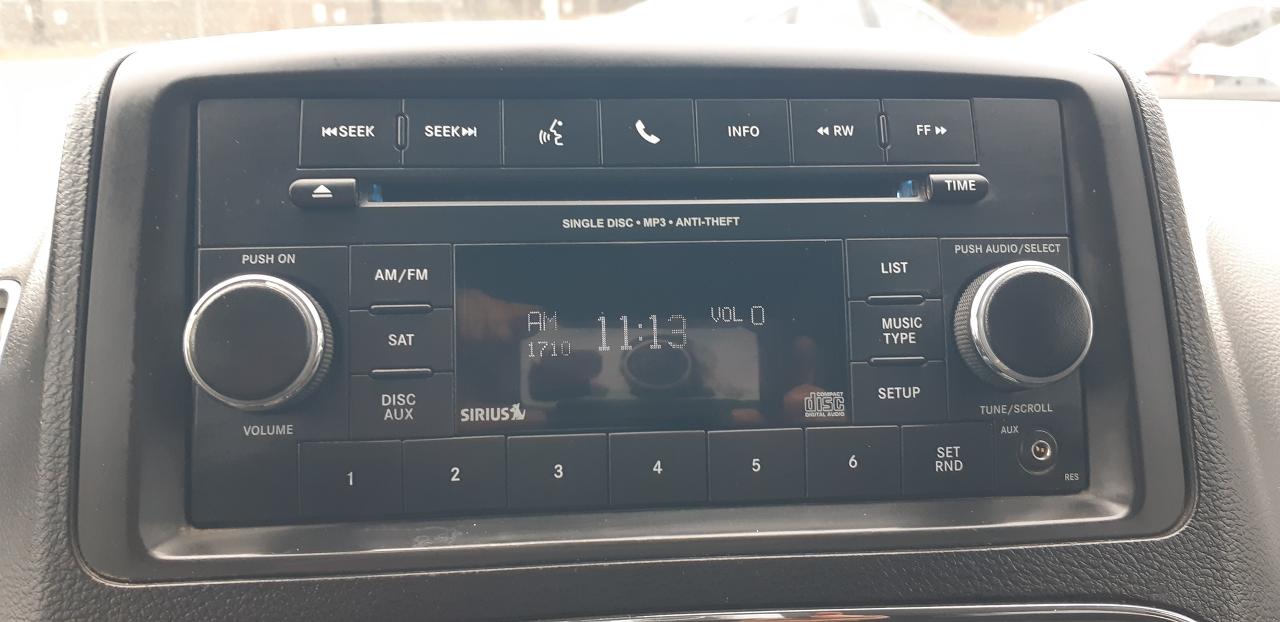 SEEK
SEEK
INFO
RW
FF
TIME
SINGLE DISC • MP3 • ANTI-THEFT
PUSH ON
AM/FM
SAT
DISC
AUX
VOLUME
AM
1710
11:13
VOL 0
SIRIUS
COMPACT
disc
DIGITAL AUDIO
LIST
MUSIC
TYPE
SETUP
PUSH AUDIO/SELECT
TUNE/SCROLL
1
2
3
4
5
6
SET
RND
AUX
RES